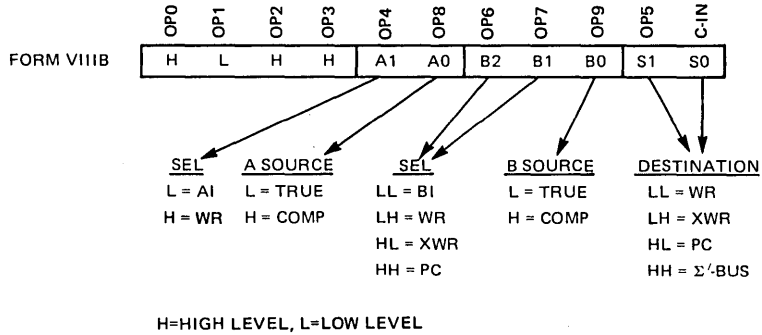 OP0 OP1 OP2 OP3 OP4 OP8 OP6 OP7 OP9 OP5 C-IN
FORM VIIIB H L H H A1 A0 B2 B1 B0 S1 S0
SEL A SOURCE SEL B SOURCE DESTINATION
L = AI L = TRUE LL = BI L = TRUE LL = WR
H = WR H = COMP LH = WR H = COMP LH = XWR
HL = XWR HL = PC
HH = PC HH = Σ′-BUS
H=HIGH LEVEL, L=LOW LEVEL